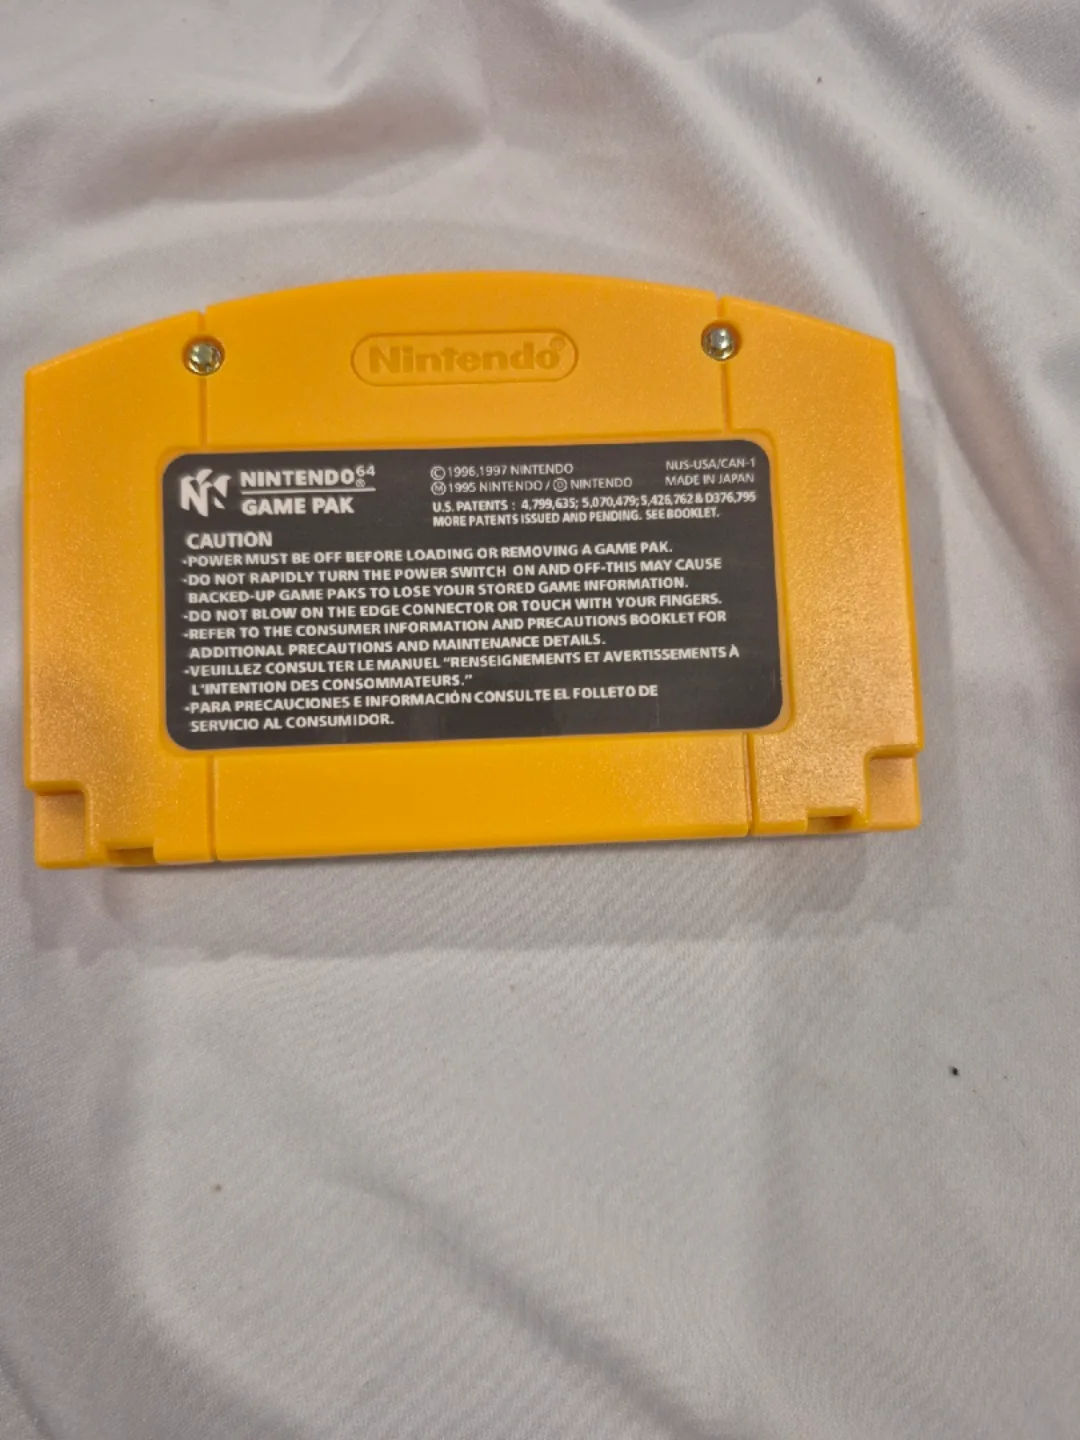 Nintendo®
NINTENDO64®
GAME PAK
©1996,1997 NINTENDO
Ⓜ1995 NINTENDO / Ⓓ NINTENDO
NUS-USA/CAN-1
MADE IN JAPAN
U.S. PATENTS : 4,799,635; 5,070,479; 5,426,762 & D376,795
MORE PATENTS ISSUED AND PENDING. SEE BOOKLET.
CAUTION
-POWER MUST BE OFF BEFORE LOADING OR REMOVING A GAME PAK.
-DO NOT RAPIDLY TURN THE POWER SWITCH ON AND OFF-THIS MAY CAUSE
BACKED-UP GAME PAKS TO LOSE YOUR STORED GAME INFORMATION.
-DO NOT BLOW ON THE EDGE CONNECTOR OR TOUCH WITH YOUR FINGERS.
-REFER TO THE CONSUMER INFORMATION AND PRECAUTIONS BOOKLET FOR
ADDITIONAL PRECAUTIONS AND MAINTENANCE DETAILS.
-VEUILLEZ CONSULTER LE MANUEL "RENSEIGNEMENTS ET AVERTISSEMENTS À
L'INTENTION DES CONSOMMATEURS."
-PARA PRECAUCIONES E INFORMACIÓN CONSULTE EL FOLLETO DE
SERVICIO AL CONSUMIDOR.